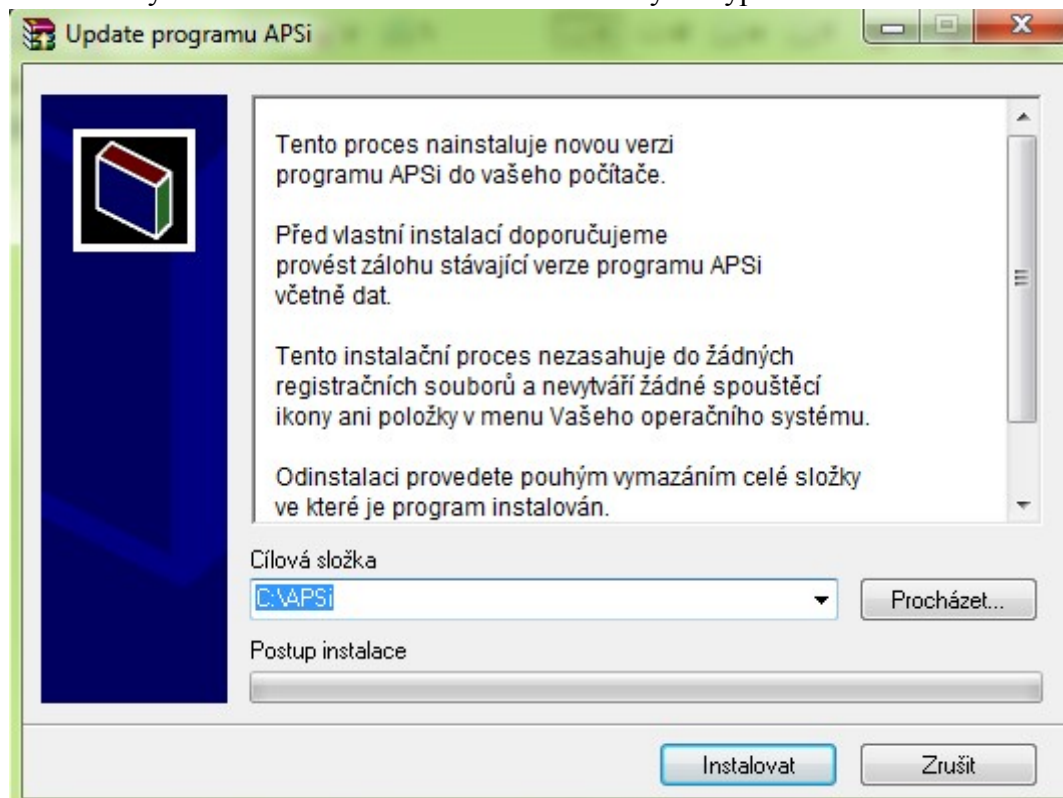 Update programu APSi
Tento proces nainstaluje novou verzi
programu APSi do vašeho počítače.
Před vlastní instalací doporučujeme
provést zálohu stávající verze programu APSi
včetně dat.
Tento instalační proces nezasahuje do žádných
registračních souborů a nevytváří žádné spouštěcí
ikony ani položky v menu Vašeho operačního systému.
Odinstalaci provedete pouhým vymazáním celé složky
ve které je program instalován.
Cílová složka
C:\APSi
Procházet...
Postup instalace
Instalovat
Zrušit